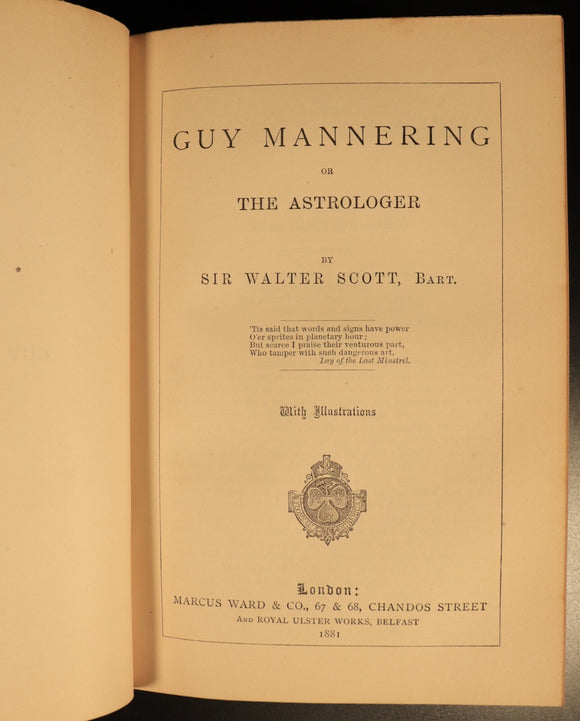 GUY MANNERING
OR
THE ASTROLOGER
BY
SIR WALTER SCOTT, BART.
'Tis said that words and signs have power
O'er sprites in planetary hour;
But scarce I praise their venturous part,
Who tamper with such dangerous art.
Lay of the Last Minstrel.
With Illustrations
London:
MARCUS WARD & CO., 67 & 68, CHANDOS STREET
AND ROYAL ULSTER WORKS, BELFAST
1881